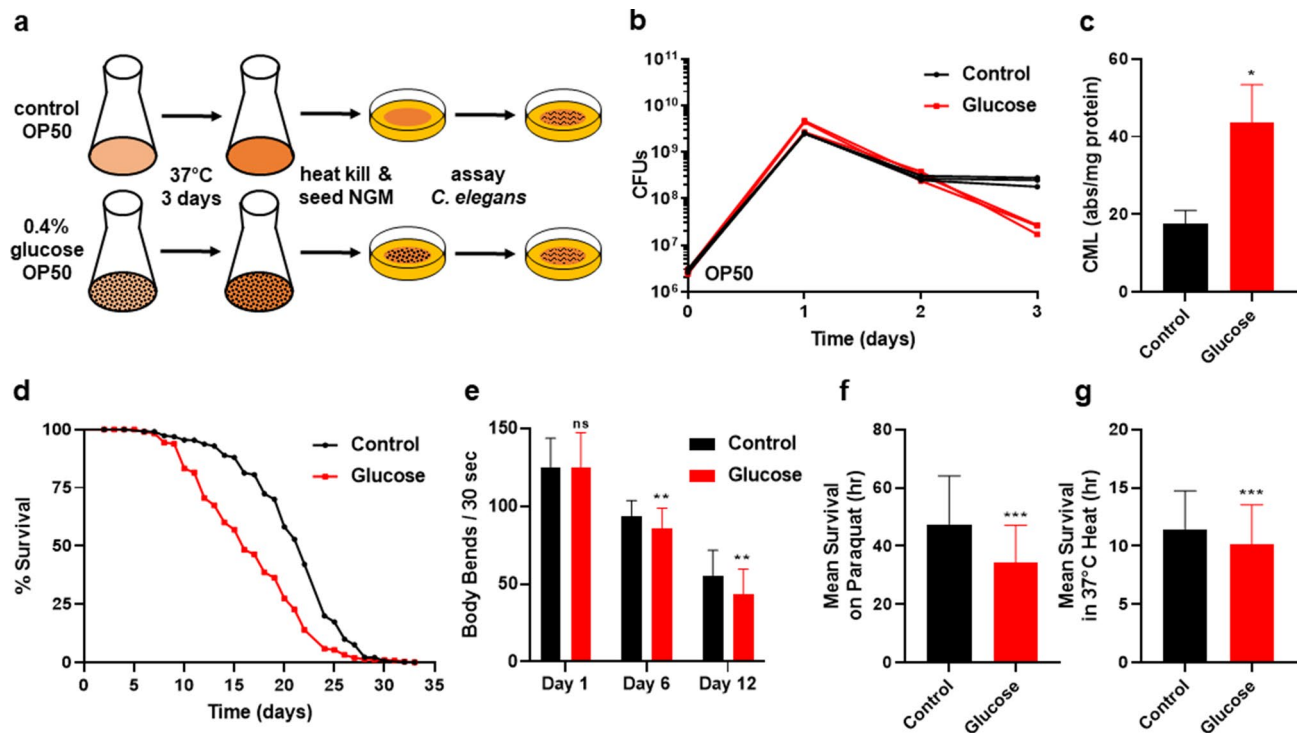 a
control
OP50
37°C
3 days
heat kill &
seed NGM
assay
C. elegans
0.4%
glucose
OP50
b
CFUs
10¹¹
10¹⁰
10⁹
10⁸
10⁷
10⁶
Control
Glucose
OP50
0 1 2 3
Time (days)
c
CML (abs/mg protein)
60
40
20
0
*
Control
Glucose
d
% Survival
100
75
50
25
0
Control
Glucose
0 5 10 15 20 25 30 35
Time (days)
e
Body Bends / 30 sec
150
100
50
0
ns
**
**
Control
Glucose
Day 1 Day 6 Day 12
f
Mean Survival
on Paraquat (hr)
80
60
40
20
0
***
Control
Glucose
g
Mean Survival
in 37°C Heat (hr)
20
15
10
5
0
***
Control
Glucose